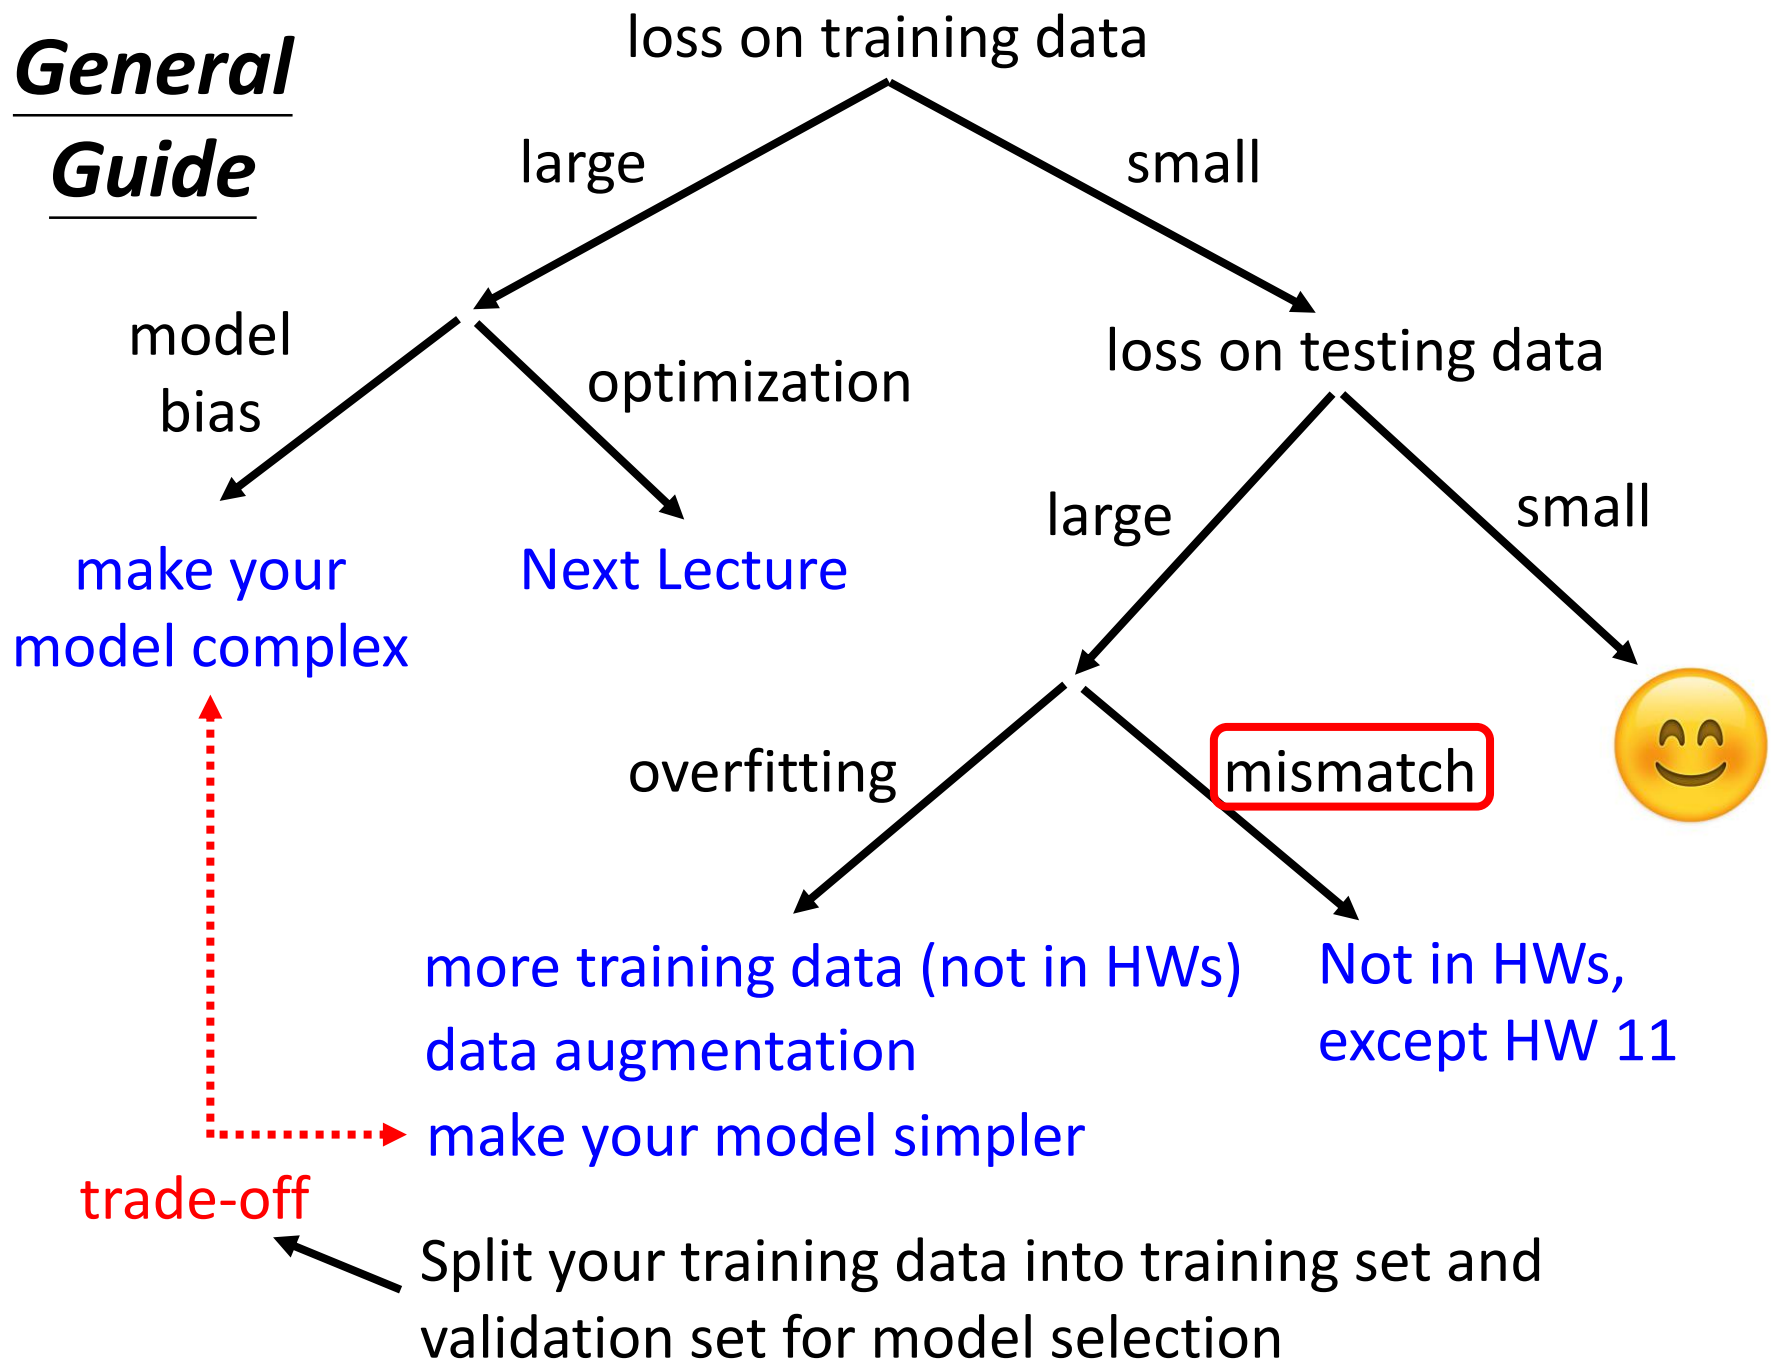 General
Guide
loss on training data
large
small
model
bias
optimization
loss on testing data
make your
model complex
Next Lecture
large
small
overfitting
mismatch
more training data (not in HWs)
data augmentation
make your model simpler
Not in HWs,
except HW 11
trade-off
Split your training data into training set and
validation set for model selection